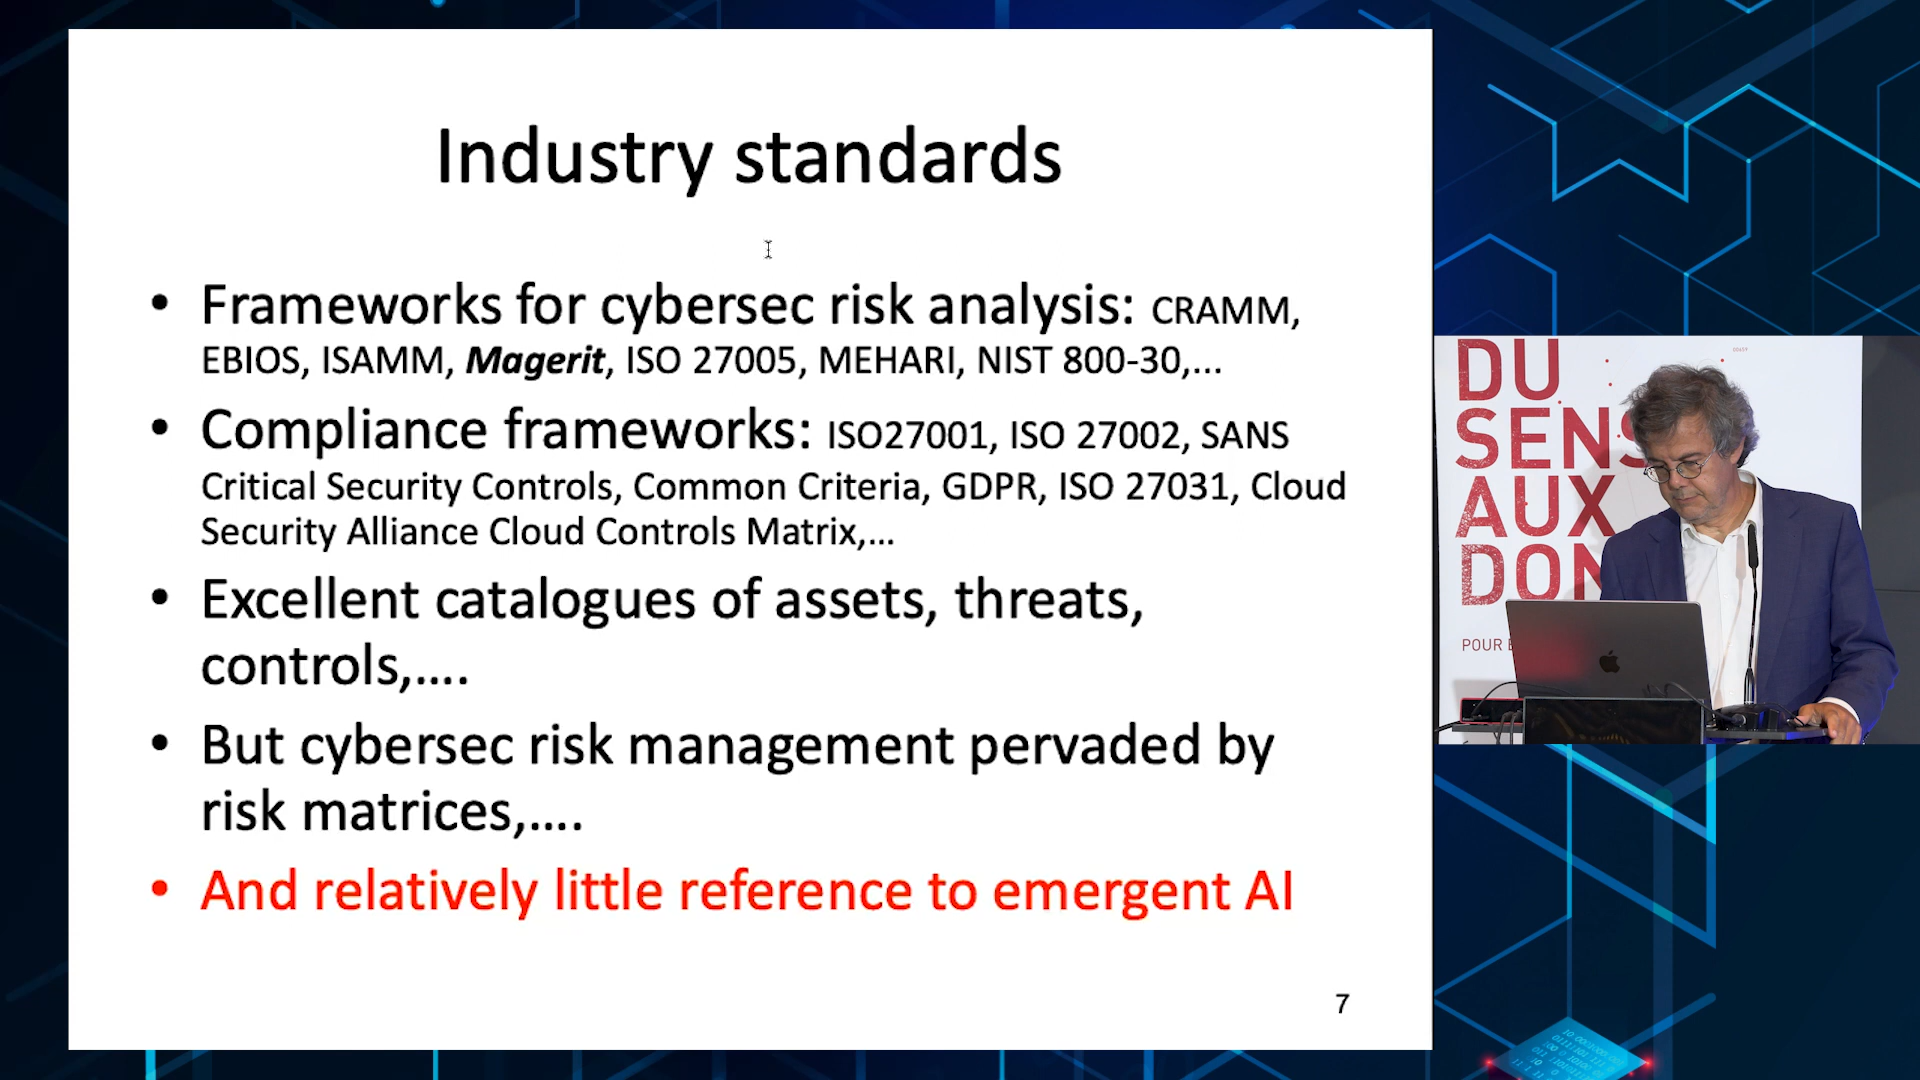 Industry standards
• Frameworks for cybersec risk analysis: CRAMM,
EBIOS, ISAMM, Magerit, ISO 27005, MEHARI, NIST 800-30,...
• Compliance frameworks: ISO27001, ISO 27002, SANS
Critical Security Controls, Common Criteria, GDPR, ISO 27031, Cloud
Security Alliance Cloud Controls Matrix,...
• Excellent catalogues of assets, threats,
controls,....
• But cybersec risk management pervaded by
risk matrices,....
• And relatively little reference to emergent AI
7
DU
SENS
AUX
DON
POUR